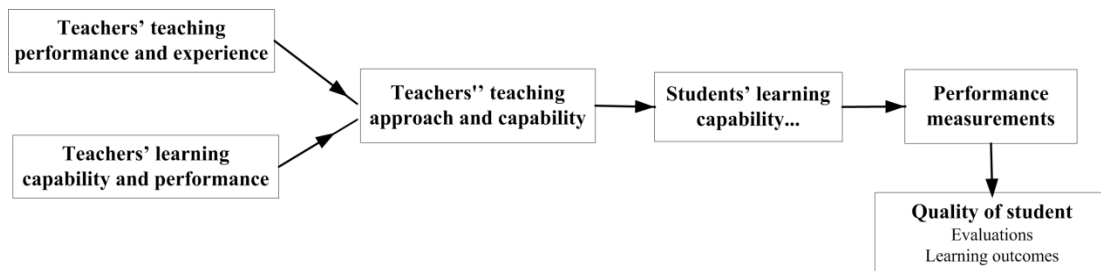 Teachers’ teaching
performance and experience
Teachers’ learning
capability and performance
Teachers'' teaching
approach and capability
Students’ learning
capability...
Performance
measurements
Quality of student
Evaluations
Learning outcomes